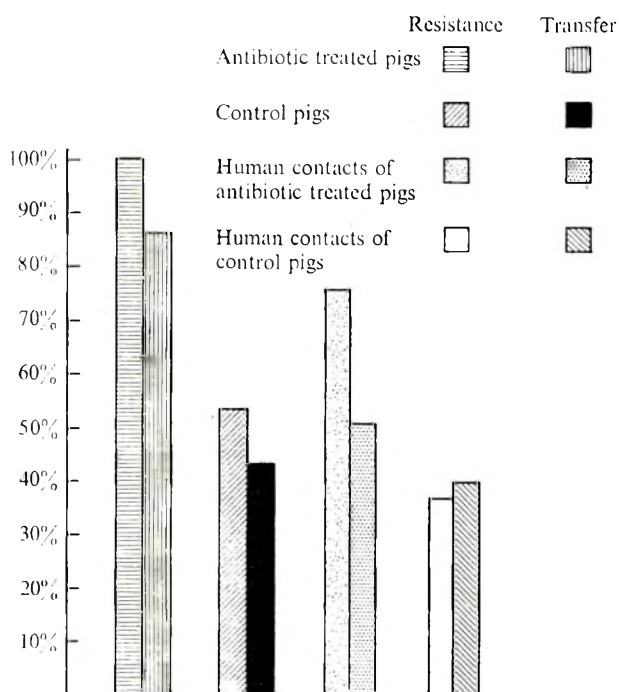 Resistance Transfer
Antibiotic treated pigs
Control pigs
Human contacts of
antibiotic treated pigs
Human contacts of
control pigs
100%
90%
80%
70%
60%
50%
40%
30%
20%
10%